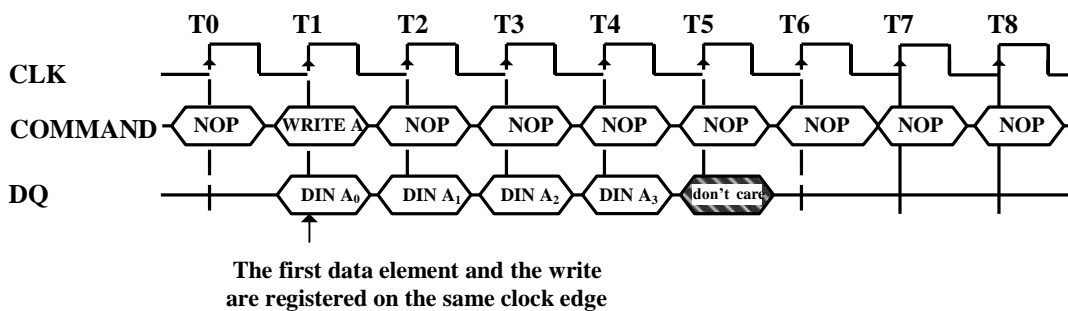 T0 T1 T2 T3 T4 T5 T6 T7 T8
CLK
COMMAND NOP WRITE A NOP NOP NOP NOP NOP NOP NOP
DQ DIN A₀ DIN A₁ DIN A₂ DIN A₃ don't care
The first data element and the write
are registered on the same clock edge